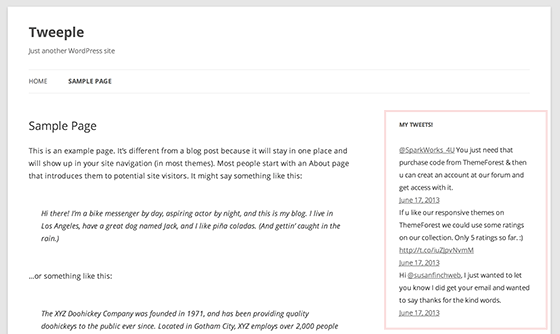 Tweeple
Just another WordPress site
HOME
SAMPLE PAGE
Sample Page
This is an example page. It's different from a blog post because it will stay in one place and
will show up in your site navigation (in most themes). Most people start with an About page
that introduces them to potential site visitors. It might say something like this:
Hi there! I'm a bike messenger by day, aspiring actor by night, and this is my blog. I live in
Los Angeles, have a great dog named Jack, and I like piña coladas. (And gettin' caught in the
rain.)
...or something like this:
The XYZ Doohickey Company was founded in 1971, and has been providing quality
doohickeys to the public ever since. Located in Gotham City, XYZ employs over 2,000 people
MY TWEETS!
@SparkWorks_4U You just need that
purchase code from ThemeForest & then
u can creat an account at our forum and
get access with it.
June 17, 2013
If u like our responsive themes on
ThemeForest we could use some ratings
on our collection. Only 5 ratings so far. :)
http://t.co/iuZJpvNvmM
June 17, 2013
Hi @susanfinchweb, I just wanted to let
you know I did get your email and wanted
to say thanks for the kind words.
June 17, 2013